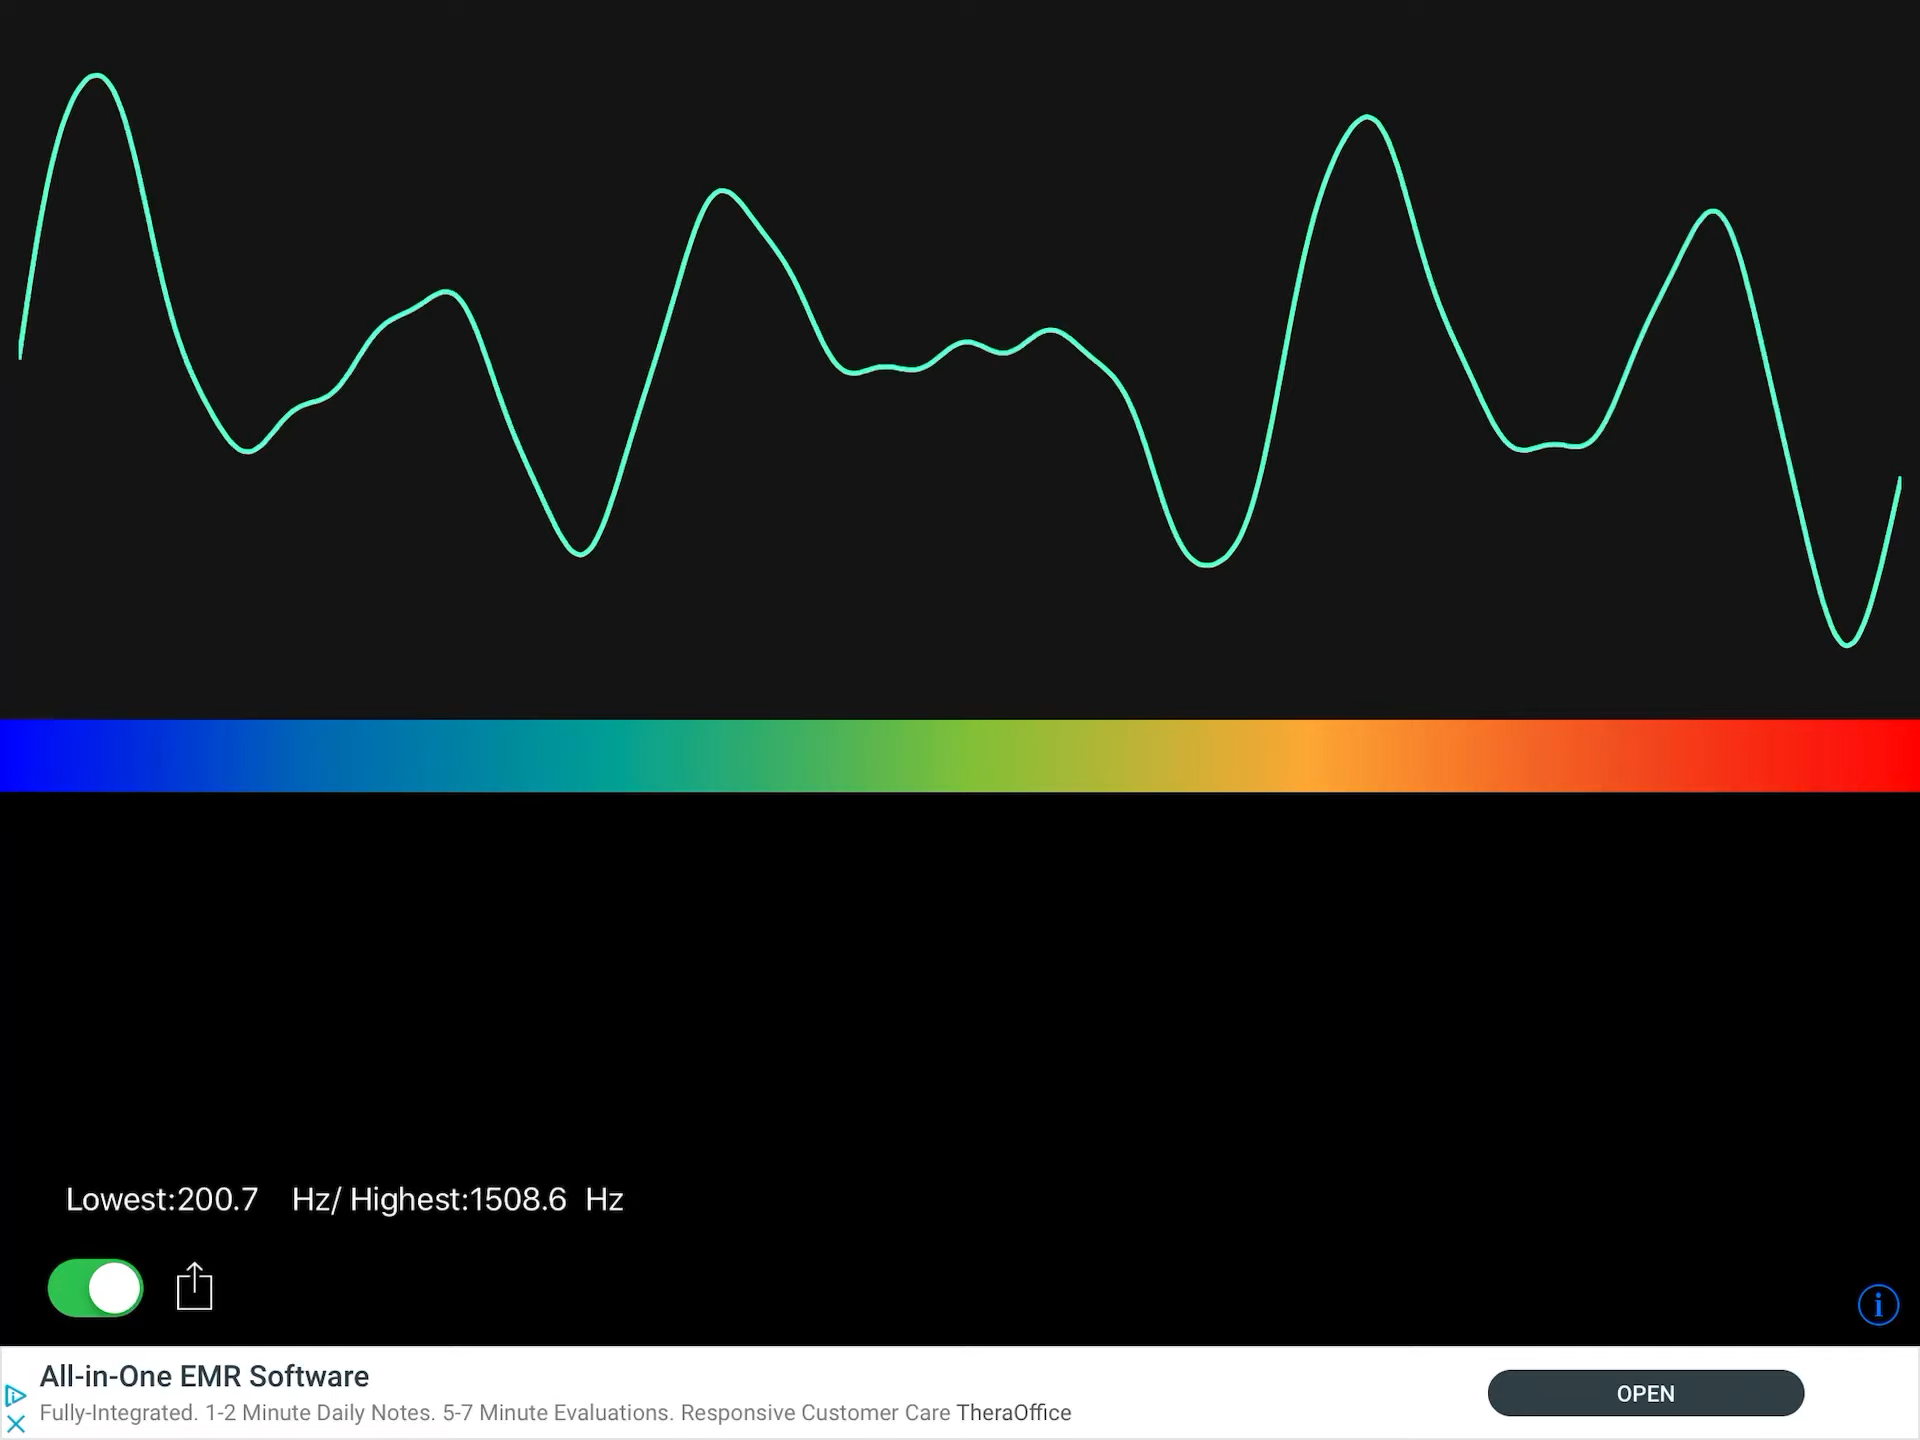 Lowest:200.7 Hz/ Highest:1508.6 Hz
All-in-One EMR Software
Fully-Integrated. 1-2 Minute Daily Notes. 5-7 Minute Evaluations. Responsive Customer Care TheraOffice
OPEN